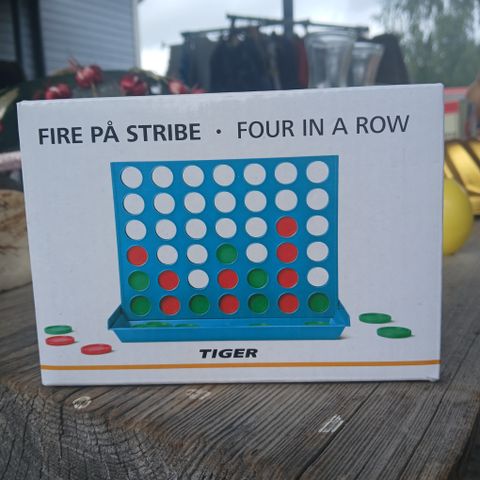 FIRE PÅ STRIBE · FOUR IN A ROW
TIGER